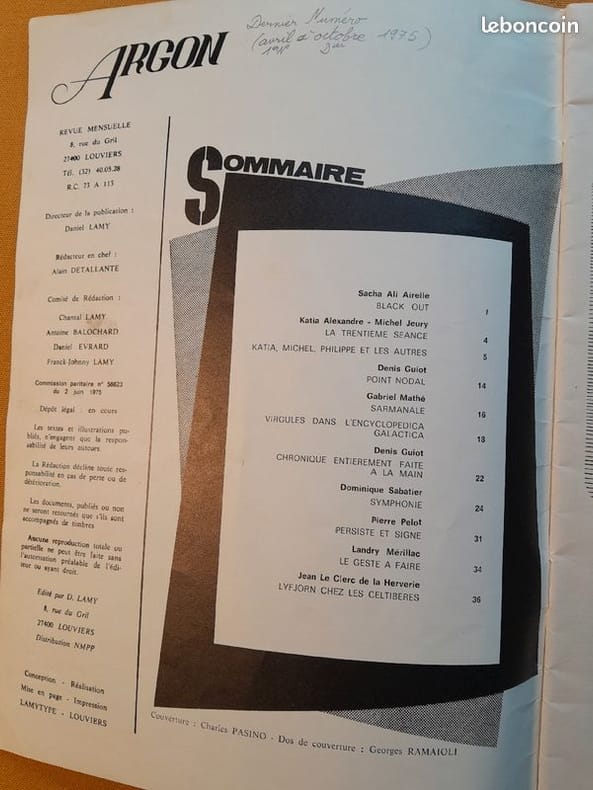 leboncoin
Dernier Numéro
(avril à octobre 1975)
1er N° Der
ARGON
REVUE MENSUELLE
8, rue du Gril
27400 LOUVIERS
Tél. (32) 40.05.28
R.C. 73 A 113
Directeur de la publication :
Daniel LAMY
Rédacteur en chef :
Alain DETALLANTE
Comité de Rédaction :
Chantal LAMY
Antoine BALOCHARD
Daniel EVRARD
Franck-Johnny LAMY
Commission paritaire n° 56623
du 2 juin 1975
Dépôt légal : en cours
Les textes et illustrations pu-
bliés, n'engagent que la respon-
sabilité de leurs auteurs.
La Rédaction décline toute res-
ponsabilité en cas de perte ou de
détérioration.
Les documents, publiés ou non
ne seront retournés que s'ils sont
accompagnés de timbres
Aucune reproduction totale ou
partielle ne peut être faite sans
l'autorisation préalable de l'édi-
teur ou ayant droit.
Edité par D. LAMY
8, rue du Gril
27400 LOUVIERS
Distribution NMPP
Conception - Réalisation
Mise en page - Impression
LAMYTYPE - LOUVIERS
SOMMAIRE
Sacha Ali Airelle
BLACK OUT 1
Katia Alexandre - Michel Jeury
LA TRENTIEME SEANCE 4
KATIA, MICHEL, PHILIPPE ET LES AUTRES 5
Denis Guiot
POINT NODAL 14
Gabriel Mathé
SARMANALE 16
VIRGULES DANS L'ENCYCLOPEDICA
GALACTICA 18
Denis Guiot
CHRONIQUE ENTIEREMENT FAITE
A LA MAIN 22
Dominique Sabatier
SYMPHONIE 24
Pierre Pelot
PERSISTE ET SIGNE 31
Landry Mérillac
LE GESTE A FAIRE 34
Jean Le Clerc de la Herverie
LYFJORN CHEZ LES CELTIBERES 36
Couverture : Charles PASINO - Dos de couverture : Georges RAMAIOLI